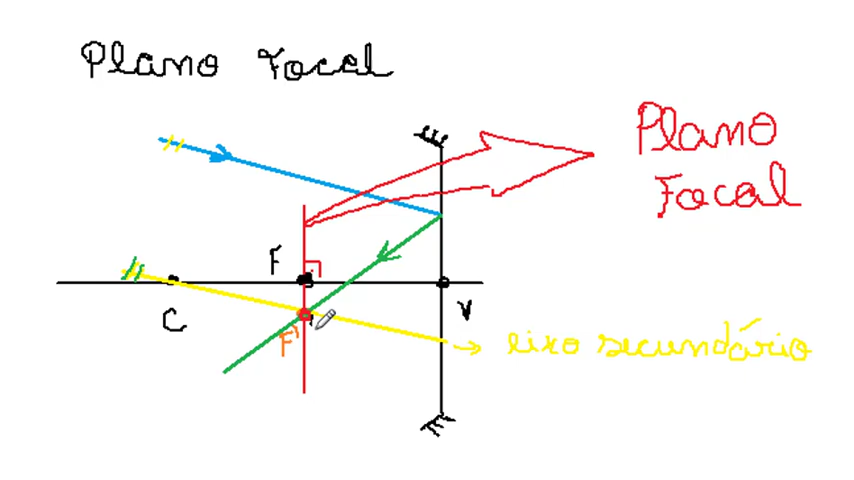 Plano Focal
Plano
Focal
F
C
V
F'
eixo secundário